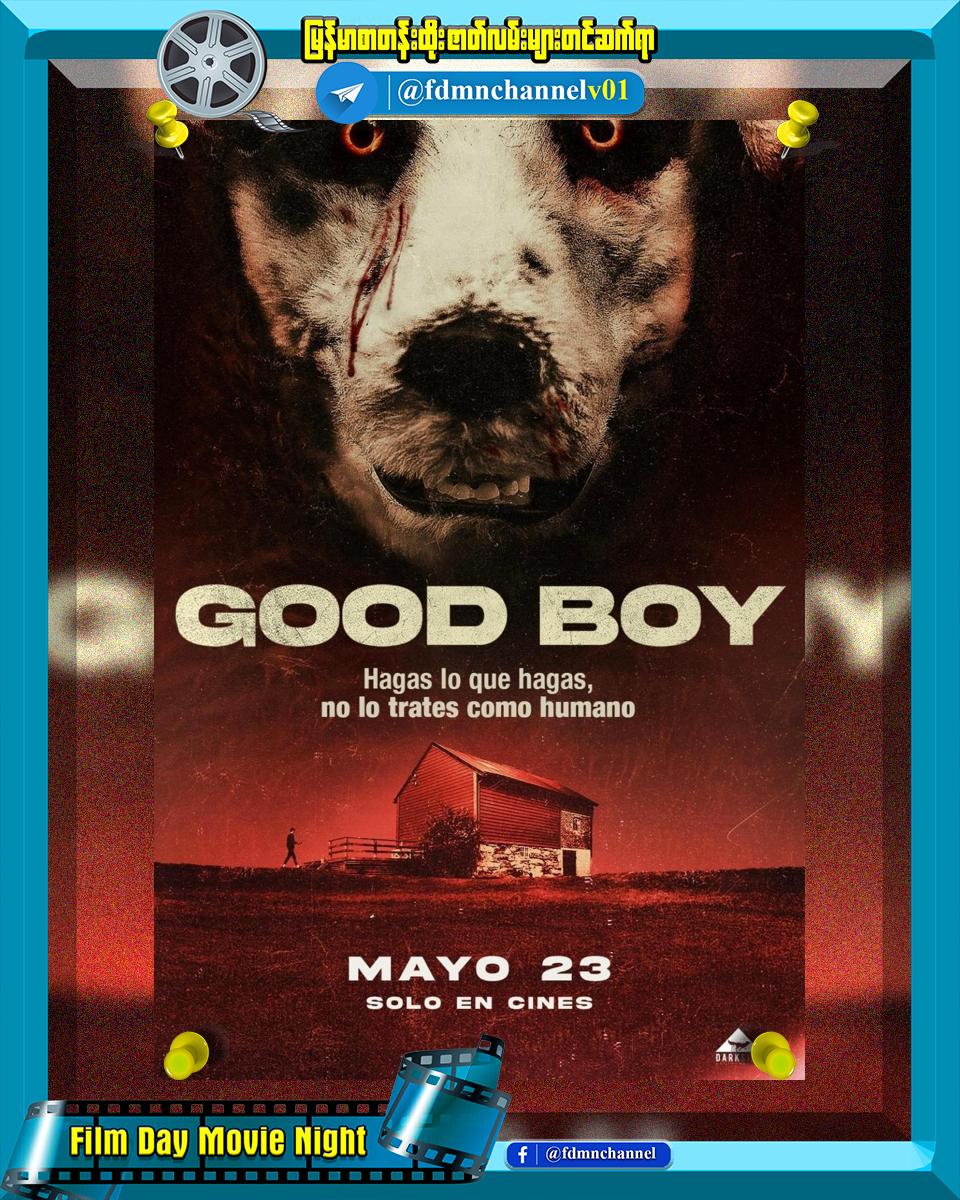 မြန်မာစာတန်းထိုးဇာတ်လမ်းများတင်ဆက်ရာ
@fdmnchannelv01
GOOD BOY
Hagas lo que hagas,
no lo trates como humano
MAYO 23
SOLO EN CINES
DARK
Film Day Movie Night
@fdmnchannel